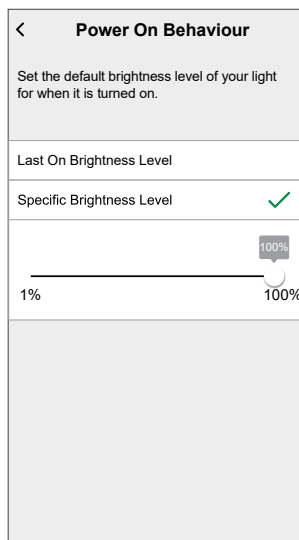 Power On Behaviour
Set the default brightness level of your light
for when it is turned on.
Last On Brightness Level
Specific Brightness Level
100%
1% 100%